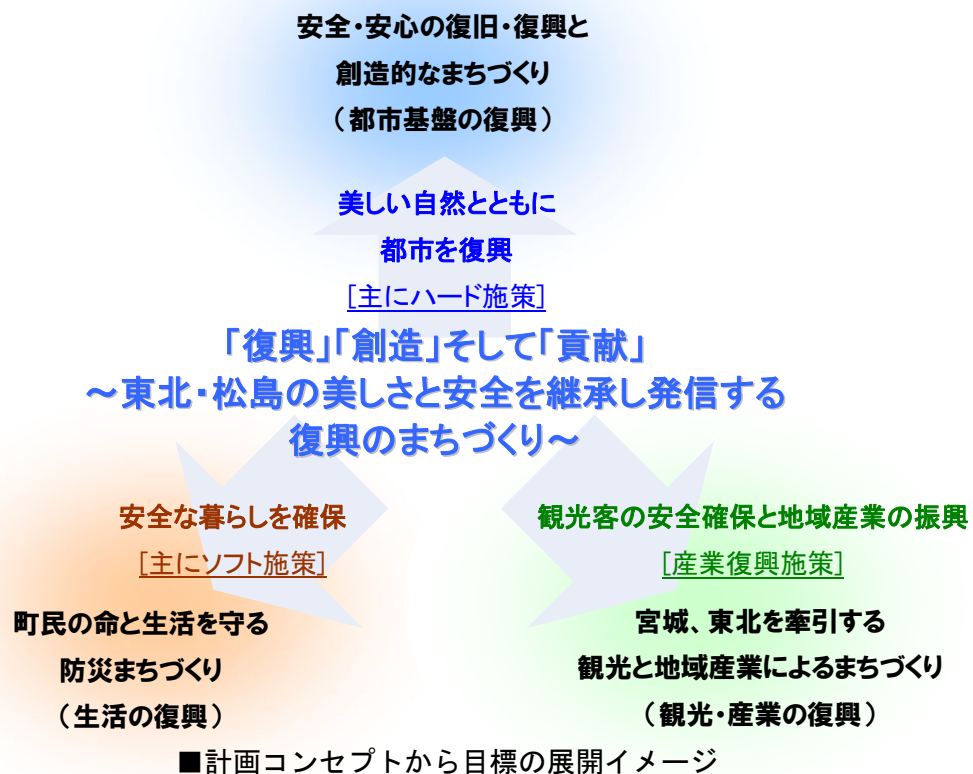 安全・安心の復旧・復興と
創造的なまちづくり
（都市基盤の復興）
美しい自然とともに
都市を復興
[主にハード施策]
「復興」「創造」そして「貢献」
～東北・松島の美しさと安全を継承し発信する
復興のまちづくり～
安全な暮らしを確保
[主にソフト施策]
町民の命と生活を守る
防災まちづくり
（生活の復興）
観光客の安全確保と地域産業の振興
[産業復興施策]
宮城、東北を牽引する
観光と地域産業によるまちづくり
（観光・産業の復興）
■計画コンセプトから目標の展開イメージ